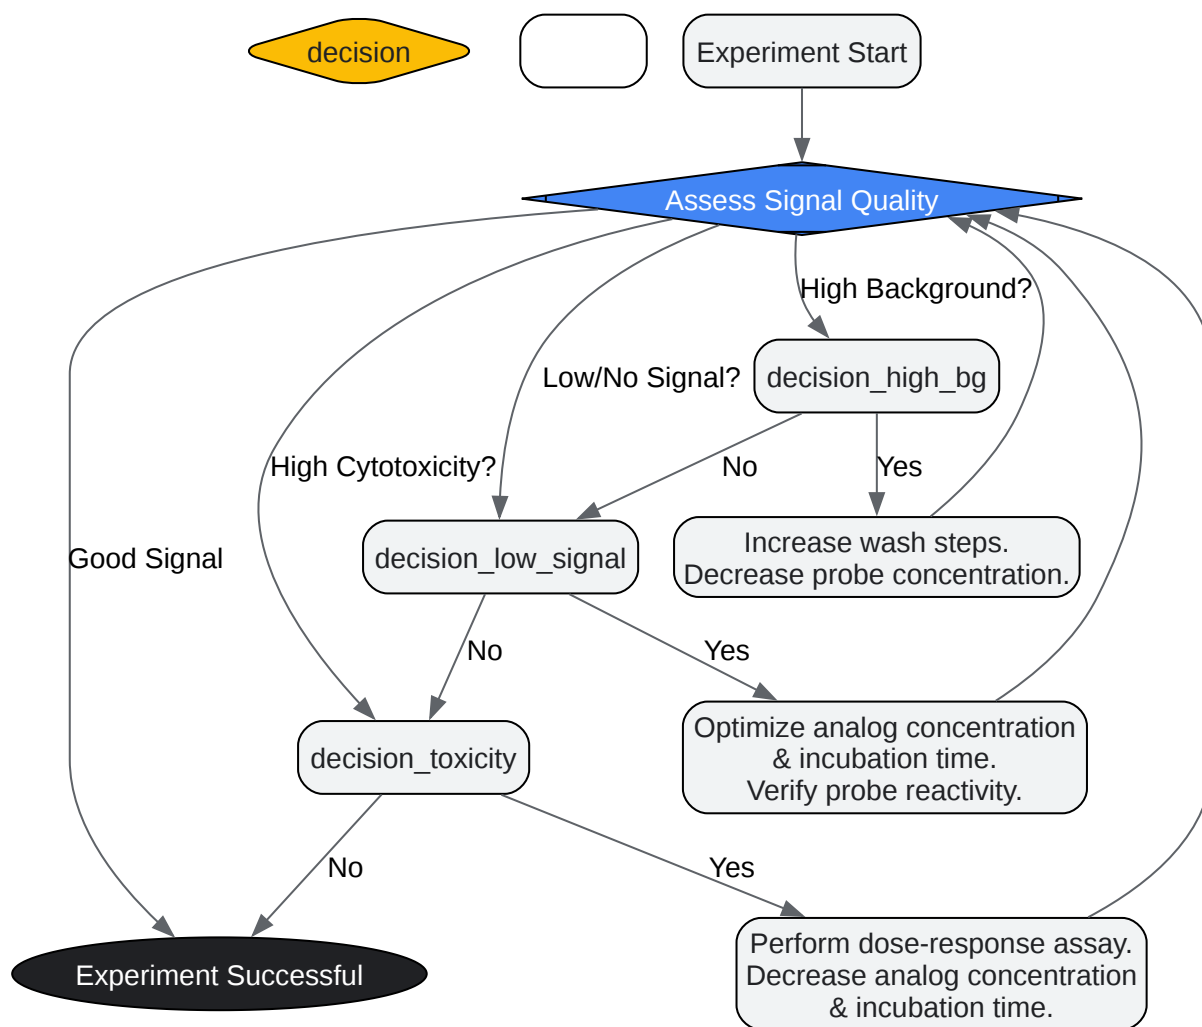 decision
Experiment Start
Assess Signal Quality
High Background?
Low/No Signal?
decision_high_bg
High Cytotoxicity?
No
Yes
Good Signal
decision_low_signal
Increase wash steps.
Decrease probe concentration.
No
Yes
decision_toxicity
Optimize analog concentration
& incubation time.
Verify probe reactivity.
No
Yes
Experiment Successful
Perform dose-response assay.
Decrease analog concentration
& incubation time.